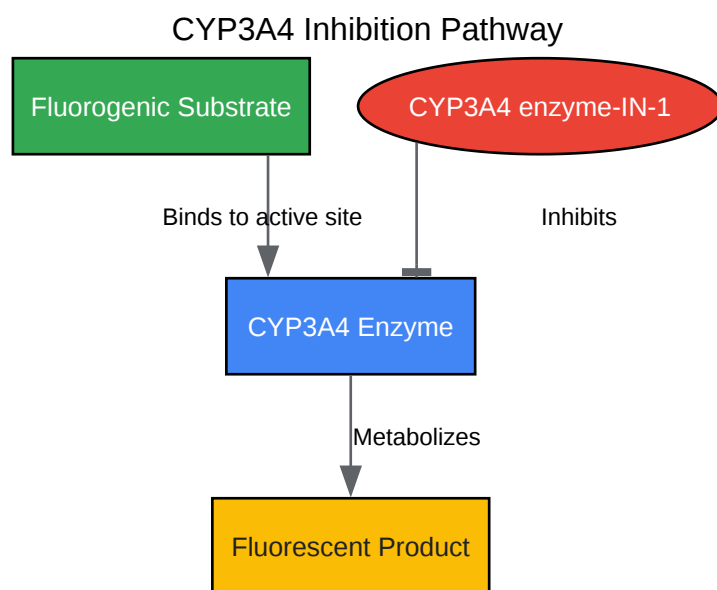 CYP3A4 Inhibition Pathway
Fluorogenic Substrate
CYP3A4 enzyme-IN-1
Binds to active site
Inhibits
CYP3A4 Enzyme
Metabolizes
Fluorescent Product